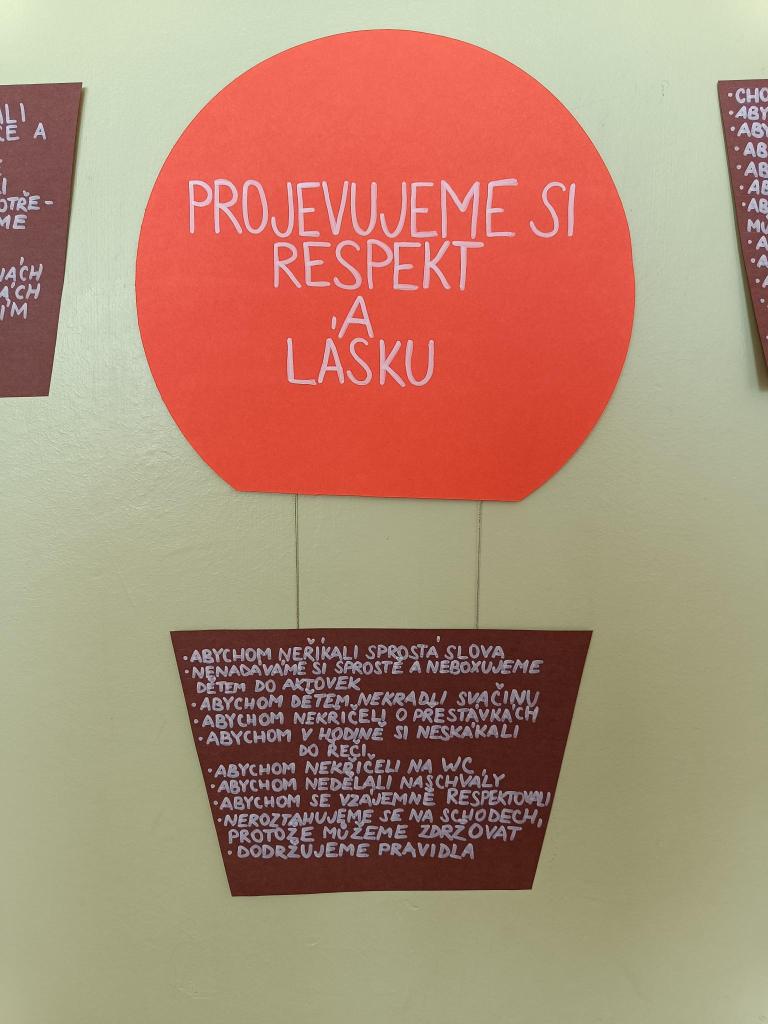 PROJEVUJEME SI
RESPEKT
A
LÁSKU
•ABYCHOM NEŘÍKALI SPROSTÁ SLOVA
•NENADÁVÁME SI SPROSTĚ A NEBOXUJEME
DĚTEM DO AKTOVEK
•ABYCHOM DĚTEM NEKRADLI SVAČINU
•ABYCHOM NEKŘIČELI O PŘESTÁVKÁCH
•ABYCHOM V HODINĚ SI NESKÁKALI
DO ŘEČI
•ABYCHOM NEKŘIČELI NA WC
•ABYCHOM NEDĚLALI NASCHVÁLY
•ABYCHOM SE VZÁJEMNĚ RESPEKTOVALI
•NEROZTAHUJEME SE NA SCHODECH,
PROTOŽE MŮŽEME ZDRŽOVAT
•DODRŽUJEME PRAVIDLA